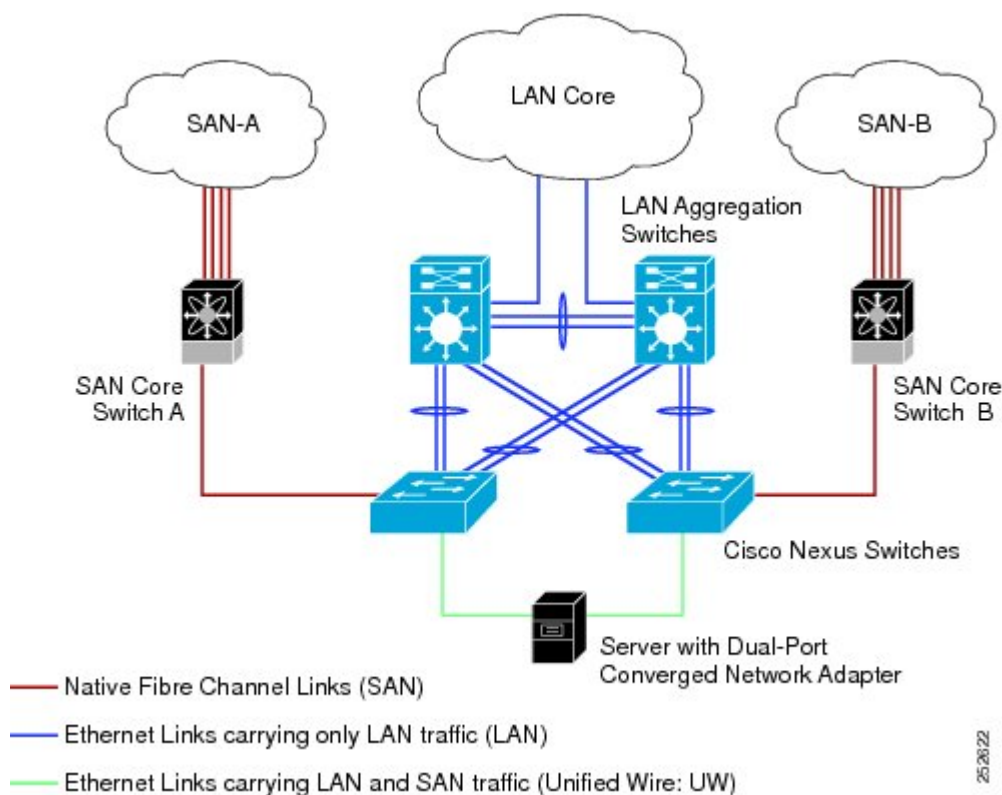 SAN-A
LAN Core
SAN-B
LAN Aggregation
Switches
SAN Core
Switch A
SAN Core
Switch B
Cisco Nexus Switches
Server with Dual-Port
Converged Network Adapter
Native Fibre Channel Links (SAN)
Ethernet Links carrying only LAN traffic (LAN)
Ethernet Links carrying LAN and SAN traffic (Unified Wire: UW)
252622